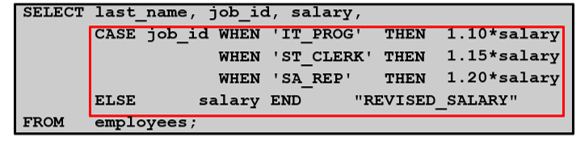 SELECT last_name, job_id, salary,
CASE job_id WHEN 'IT_PROG' THEN 1.10*salary
WHEN 'ST_CLERK' THEN 1.15*salary
WHEN 'SA_REP' THEN 1.20*salary
ELSE salary END "REVISED_SALARY"
FROM employees;